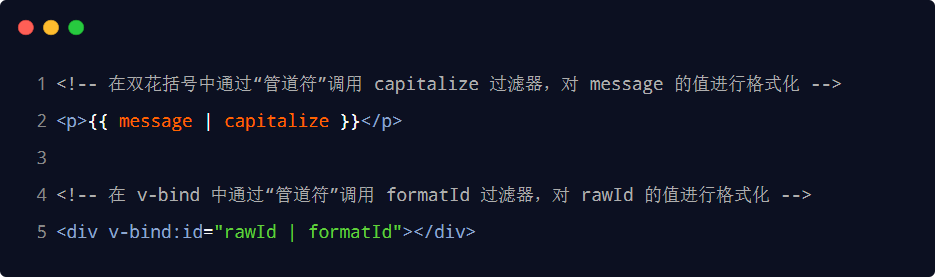 1 <!-- 在双花括号中通过“管道符”调用 capitalize 过滤器，对 message 的值进行格式化 -->
2 <p>{{ message | capitalize }}</p>
3
4 <!-- 在 v-bind 中通过“管道符”调用 formatId 过滤器，对 rawId 的值进行格式化 -->
5 <div v-bind:id="rawId | formatId"></div>